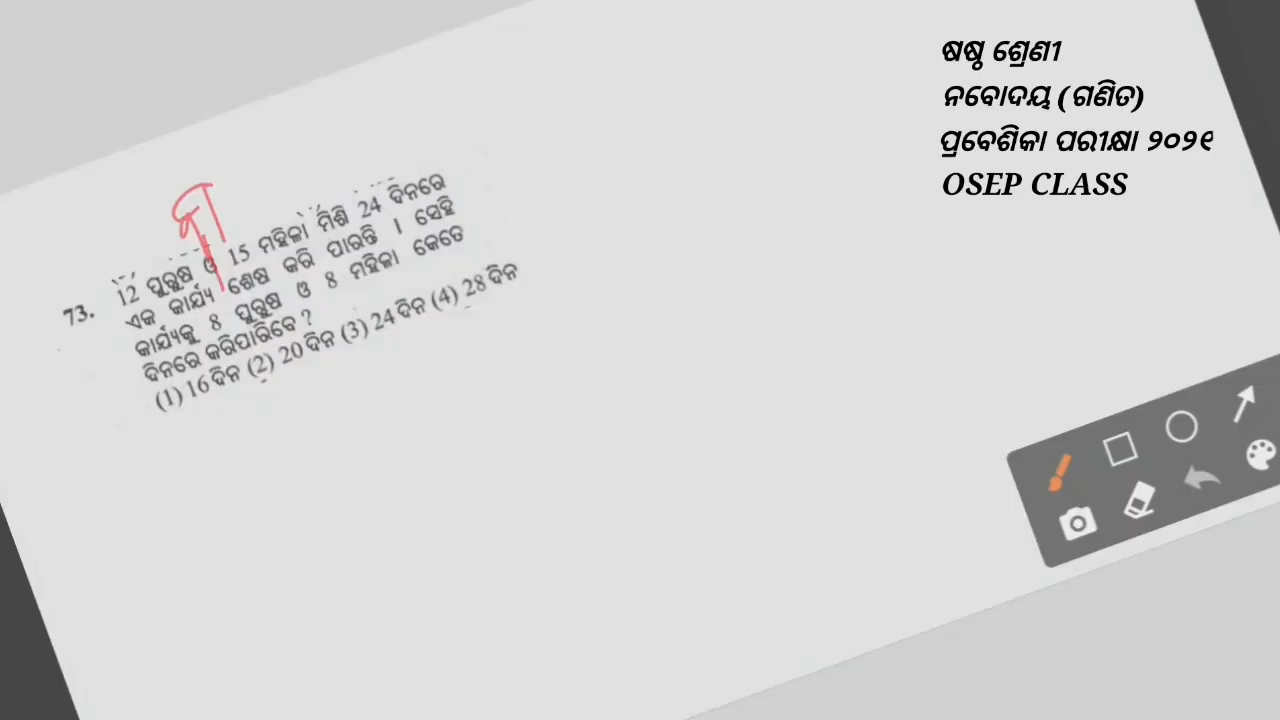 ଷଷ୍ଠ ଶ୍ରେଣୀ
ନବୋଦୟ (ଗଣିତ)
ପ୍ରବେଶିକା ପରୀକ୍ଷା ୨୦୨୧
OSEP CLASS
73. 12 ପୁରୁଷ ଓ 15 ମହିଳା ମିଶି 24 ଦିନରେ
ଏକ କାର୍ଯ୍ୟ ଶେଷ କରି ପାରନ୍ତି । ସେହି
କାର୍ଯ୍ୟକୁ 8 ପୁରୁଷ ଓ 8 ମହିଳା କେତେ
ଦିନରେ କରିପାରିବେ ?
(1) 16 ଦିନ (2) 20 ଦିନ (3) 24 ଦିନ (4) 28 ଦିନ